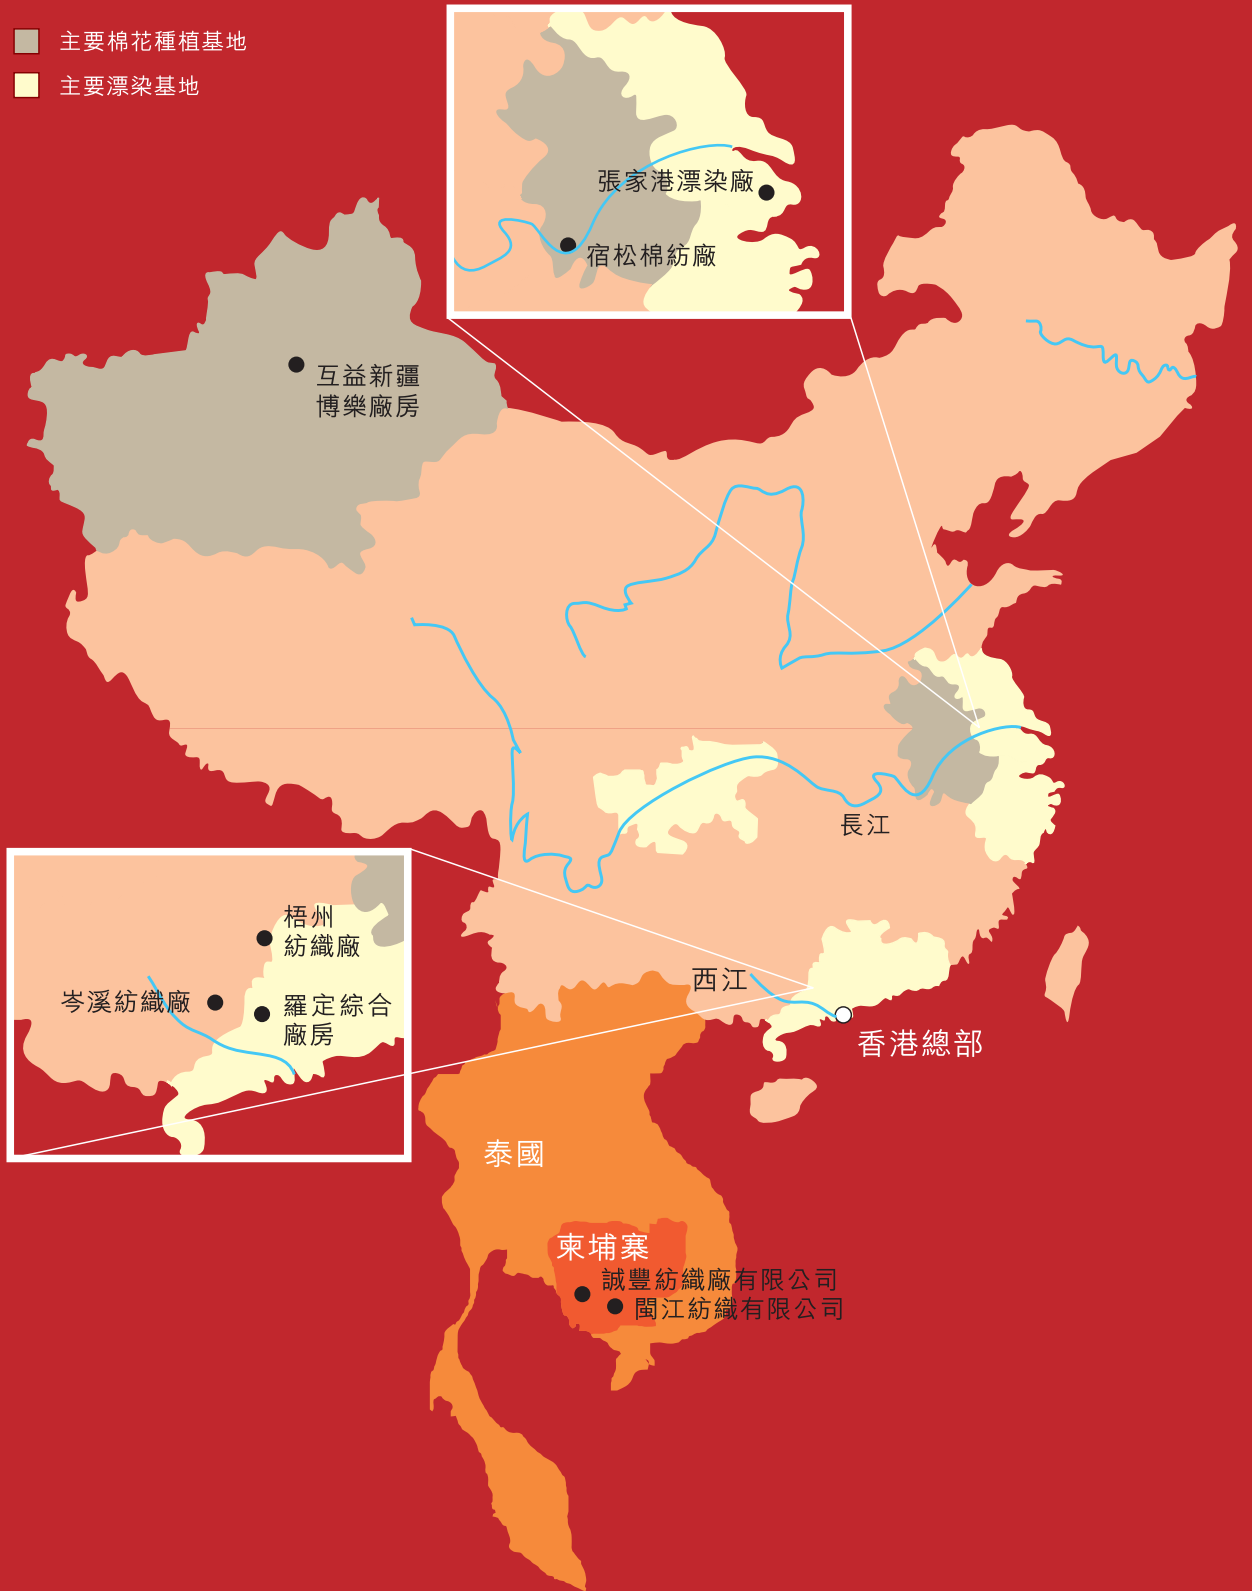 主要棉花種植基地
主要漂染基地
張家港漂染廠
宿松棉紡廠
互益新疆
博樂廠房
長江
梧州
紡織廠
岑溪紡織廠
羅定綜合
廠房
西江
香港總部
泰國
柬埔寨
誠豐紡織廠有限公司
閩江紡織有限公司